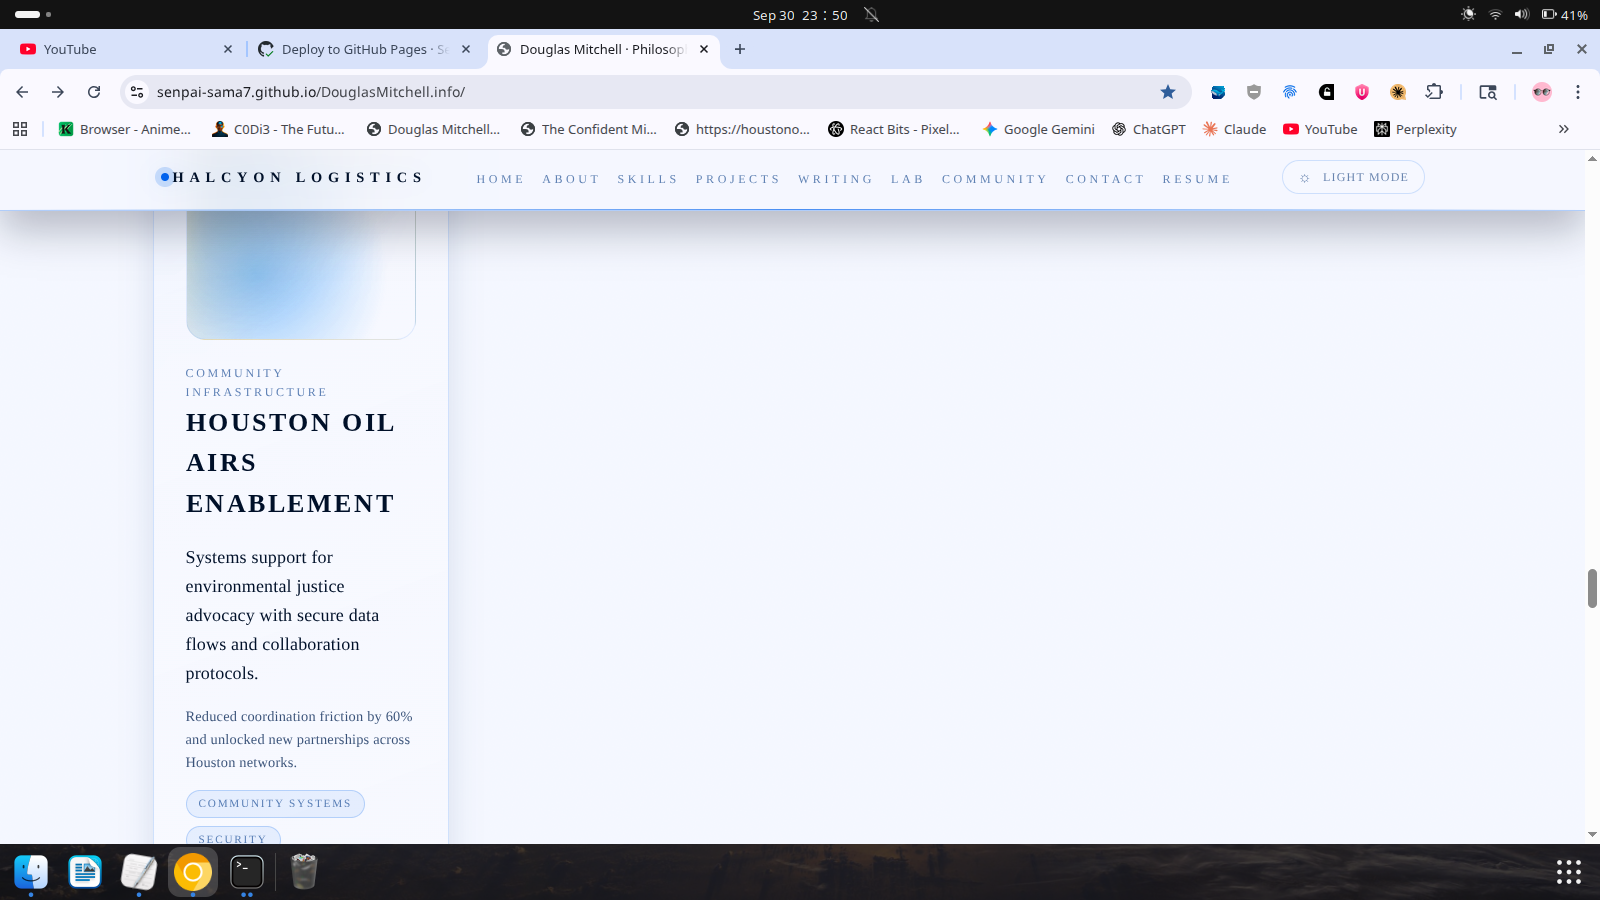 Sep 30 23 : 50
41%
YouTube
Deploy to GitHub Pages · Se
Douglas Mitchell · Philosop
senpai-sama7.github.io/DouglasMitchell.info/
Browser - Anime...
C0Di3 - The Futu...
Douglas Mitchell...
The Confident Mi...
https://houstono...
React Bits - Pixel...
Google Gemini
ChatGPT
Claude
YouTube
Perplexity
HALCYON LOGISTICS
HOME
ABOUT
SKILLS
PROJECTS
WRITING
LAB
COMMUNITY
CONTACT
RESUME
LIGHT MODE
COMMUNITY
INFRASTRUCTURE
HOUSTON OIL
AIRS
ENABLEMENT
Systems support for
environmental justice
advocacy with secure data
flows and collaboration
protocols.
Reduced coordination friction by 60%
and unlocked new partnerships across
Houston networks.
COMMUNITY SYSTEMS
SECURITY